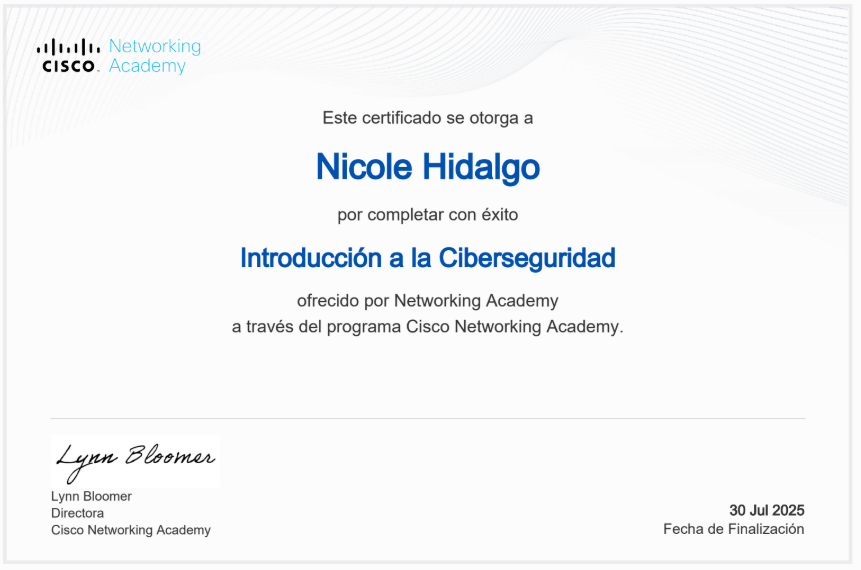 Networking
CISCO. Academy
Este certificado se otorga a
Nicole Hidalgo
por completar con éxito
Introducción a la Ciberseguridad
ofrecido por Networking Academy
a través del programa Cisco Networking Academy.
Lynn Bloomer
Lynn Bloomer
Directora
Cisco Networking Academy
30 Jul 2025
Fecha de Finalización